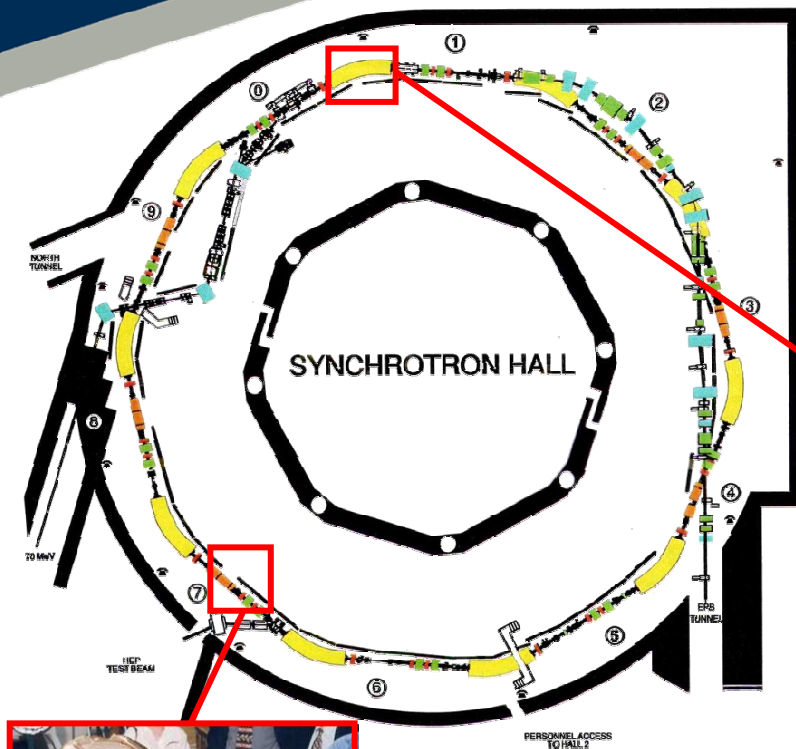 1
0
2
9
NORTH
TUNNEL
3
SYNCHROTRON HALL
8
4
70 MeV
7
EPB
TUNNEL
HEP
TEST BEAM
5
6
PERSONNEL ACCESS
TO HALL 2